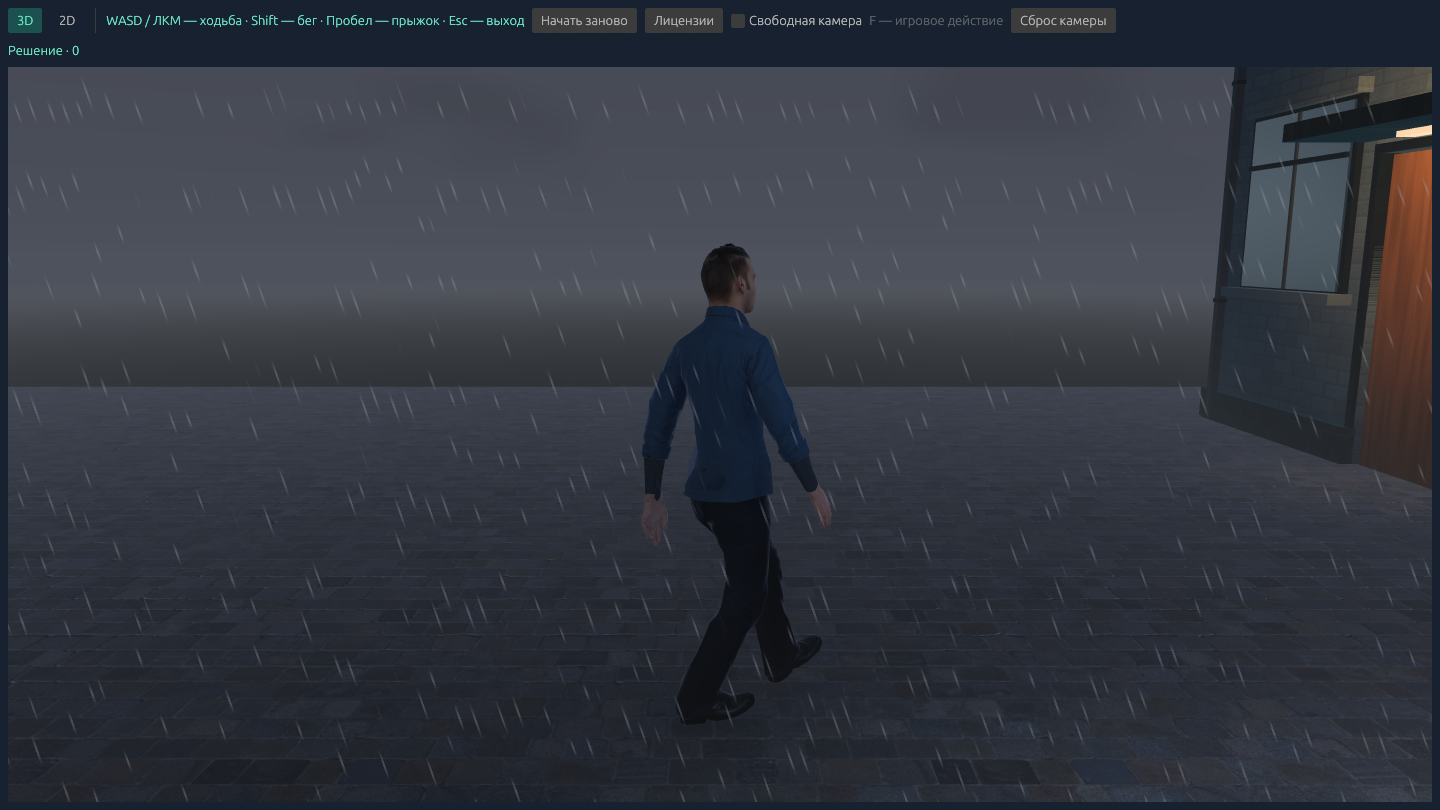 3D 2D WASD / ЛКМ — ходьба · Shift — бег · Пробел — прыжок · Esc — выход Начать заново Лицензии Свободная камера F — игровое действие Сброс камеры
Решение · 0